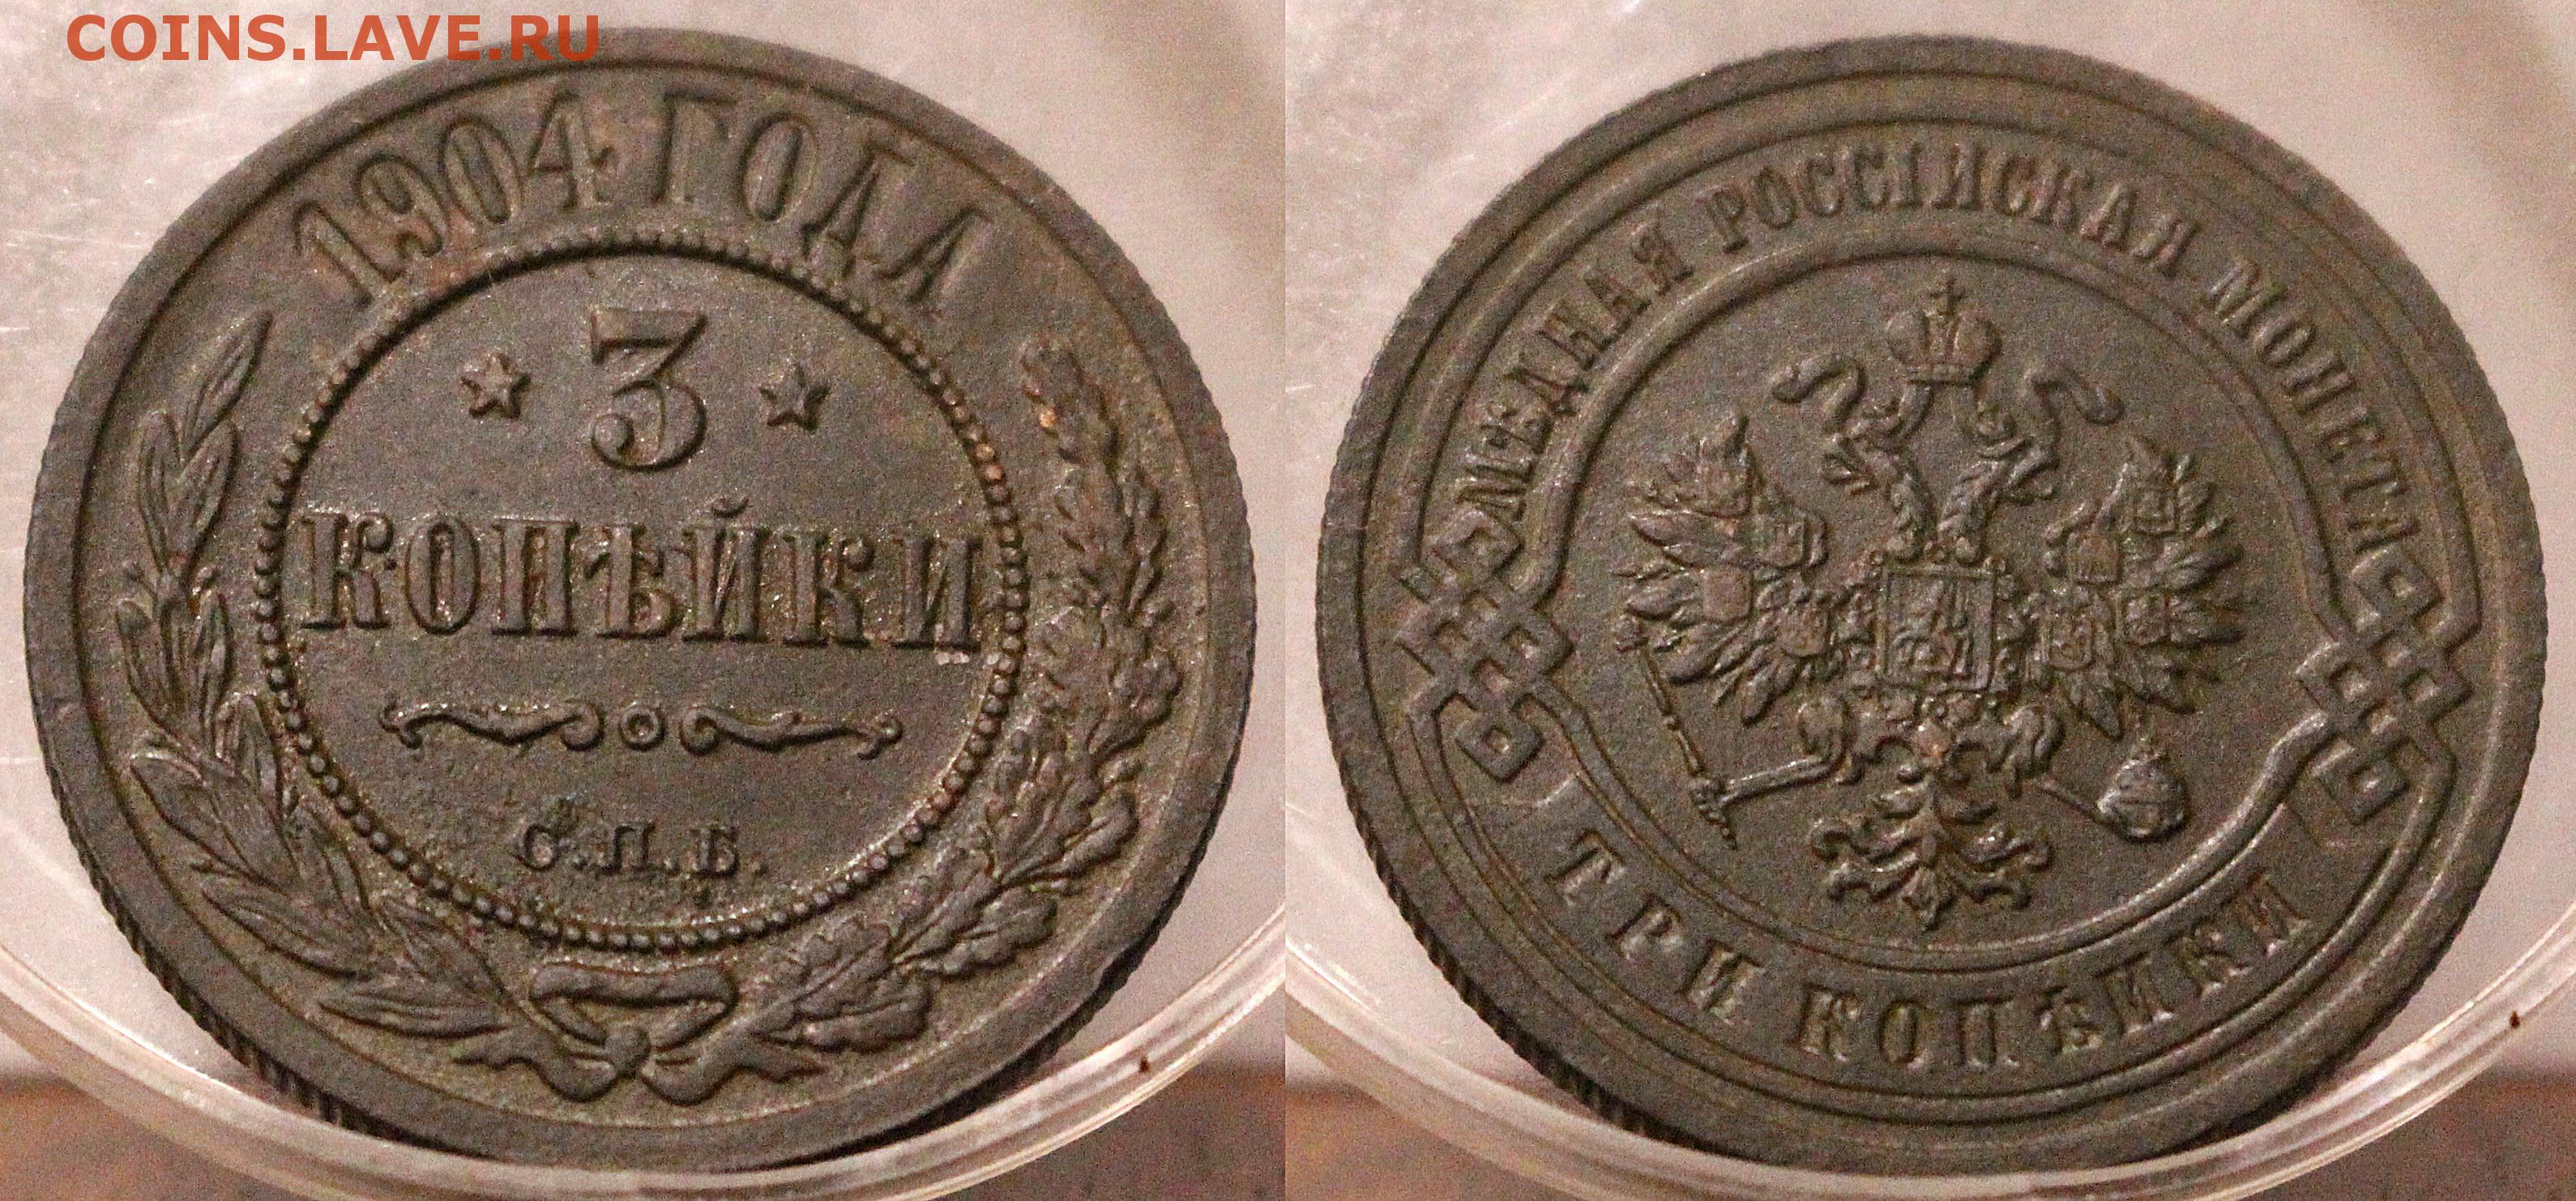 COINS.LAVE.RU
1904 ГОДА
3
КОПѢЙКИ
С.П.Б.
МѢДНАЯ РОССІЙСКАЯ МОНЕТА
ТРИ КОПѢЙКИ